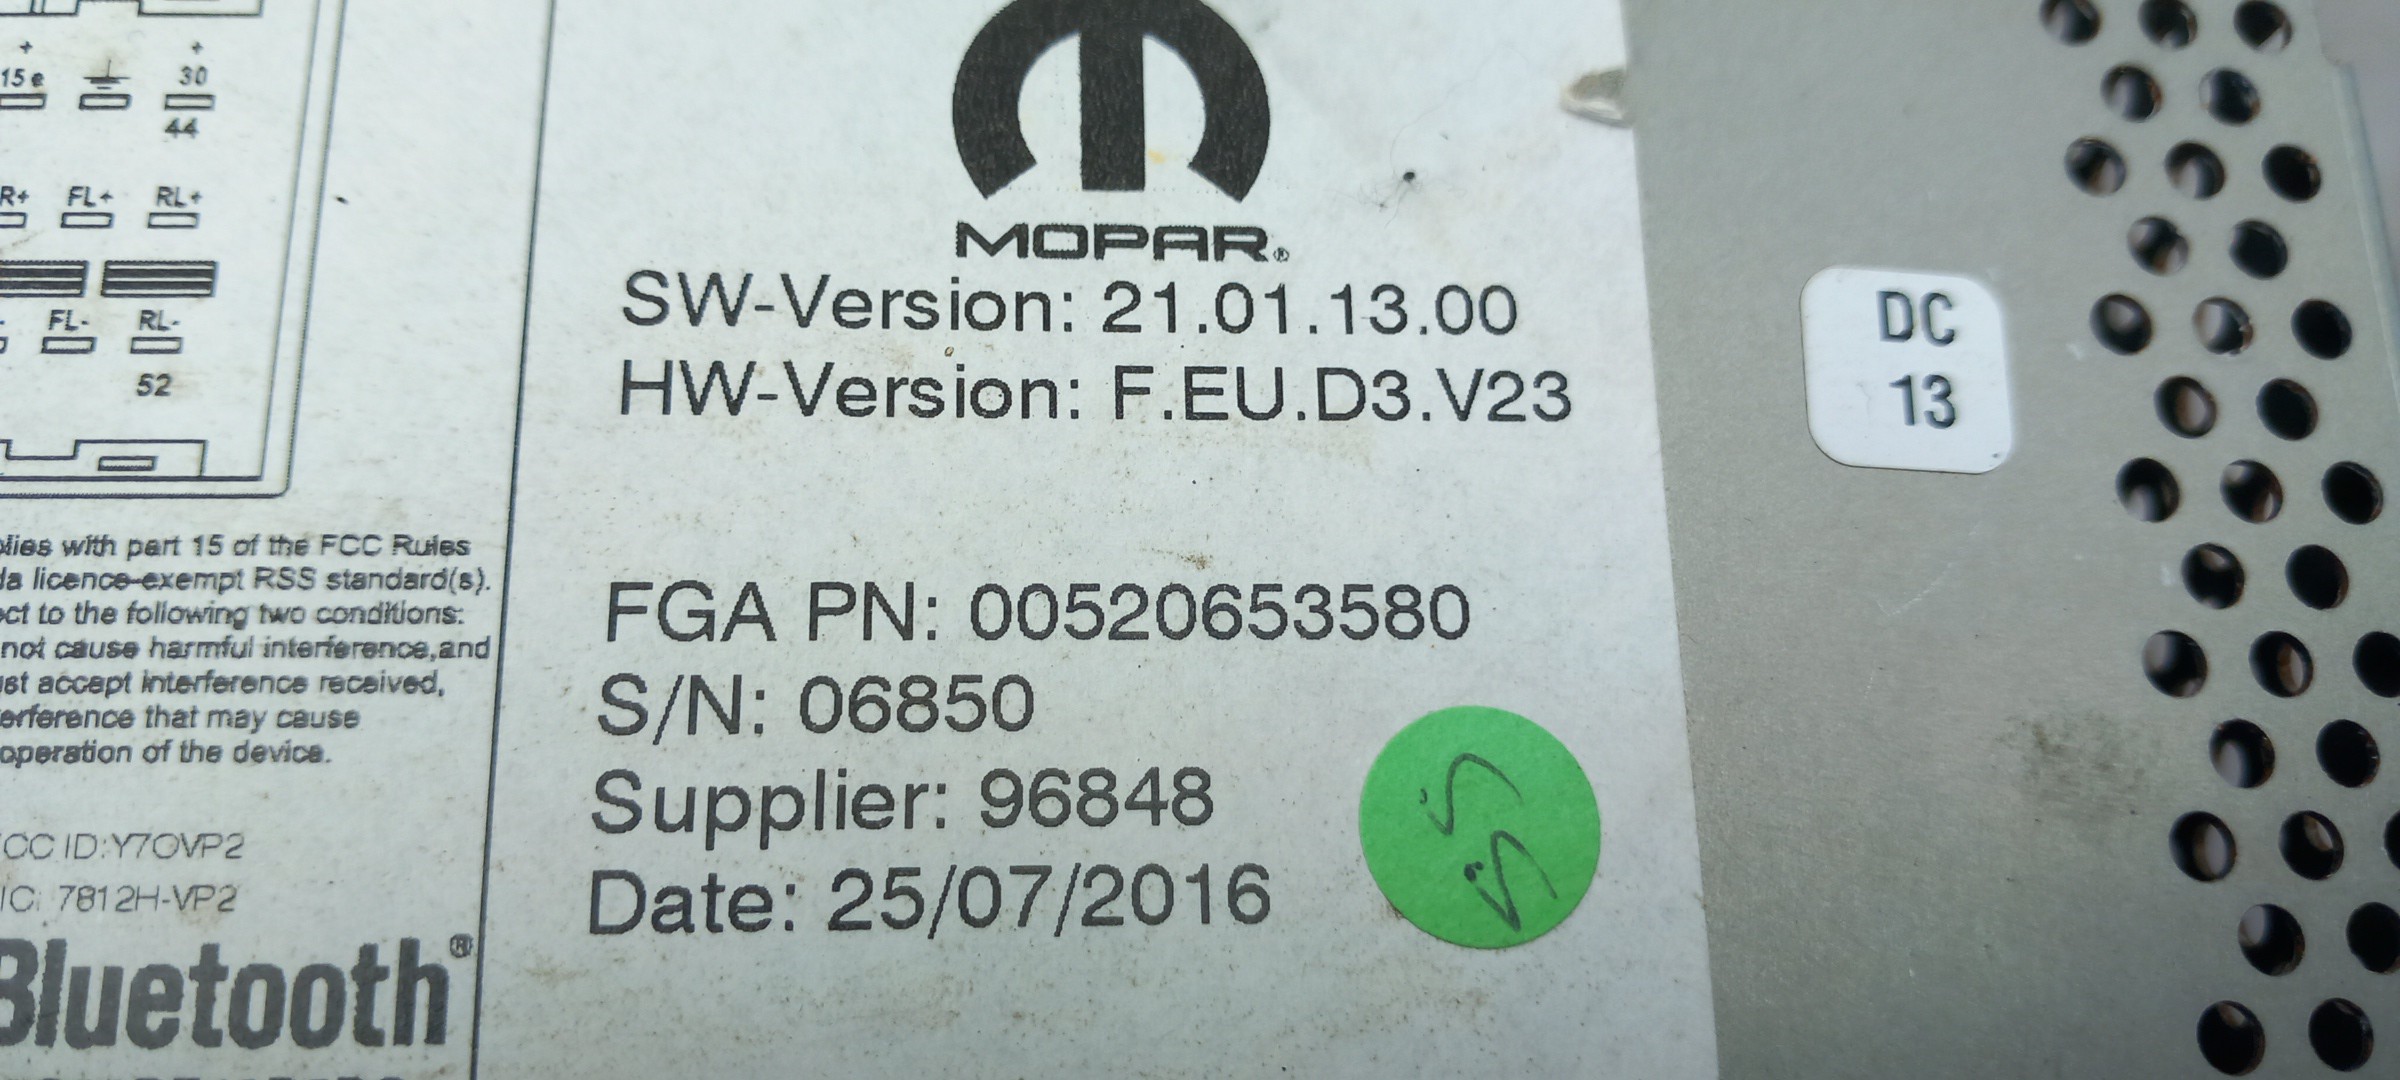 + +
15e 30
44
R+ FL+ RL+
- FL- RL-
52
plies with part 15 of the FCC Rules
da licence-exempt RSS standard(s).
ect to the following two conditions:
not cause harmful interference,and
ust accept interference received,
erference that may cause
operation of the device.
CC ID:Y7OVP2
IC: 7812H-VP2
Bluetooth®
MOPAR®
SW-Version: 21.01.13.00
HW-Version: F.EU.D3.V23
FGA PN: 00520653580
S/N: 06850
Supplier: 96848
Date: 25/07/2016
DC
13